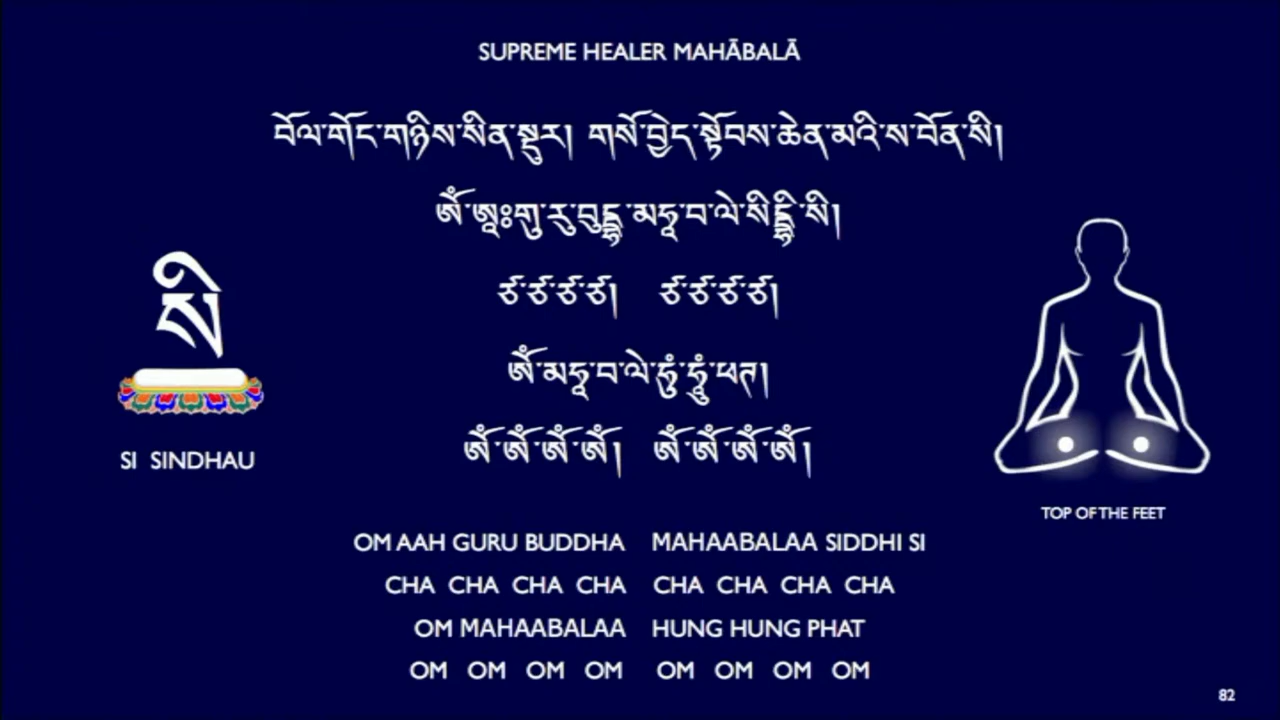 SUPREME HEALER MAHĀBALĀ
བོལ་གོང་གཉིས་སིན་སྡུར། གསོ་བྱེད་སྟོབས་ཆེན་མའི་ས་བོན་སི།
ཨོཾ་ཨཱཿགུ་རུ་བུདྡྷ་མཧཱ་བ་ལེ་སིདྡྷི་སི།
ཙ་ཙ་ཙ་ཙ། ཙ་ཙ་ཙ་ཙ།
ཨོཾ་མཧཱ་བ་ལེ་ཧུཾ་ཧཱུཾ་ཕཊ།
ཨོཾ་ཨོཾ་ཨོཾ་ཨོཾ། ཨོཾ་ཨོཾ་ཨོཾ་ཨོཾ།
སི
SI SINDHAU
TOP OF THE FEET
OM AAH GURU BUDDHA MAHAABALAA SIDDHI SI
CHA CHA CHA CHA CHA CHA CHA CHA
OM MAHAABALAA HUNG HUNG PHAT
OM OM OM OM OM OM OM OM
82